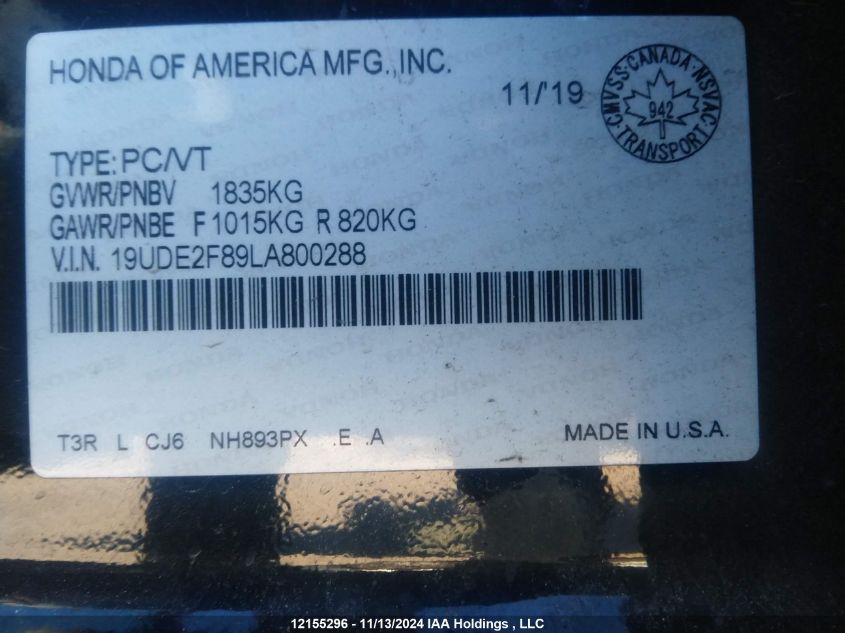 HONDA OF AMERICA MFG.,INC.
11/'19
CMVSS·CANADA·NSVAC
942
·TRANSPORT·
TYPE: PC/VT
GVWR/PNBV 1835KG
GAWR/PNBE F 1015KG R 820KG
V.I.N. 19UDE2F89LA800288
T3R L CJ6 NH893PX .E .A
MADE IN U.S.A.
12155296 - 11/13/2024 IAA Holdings , LLC